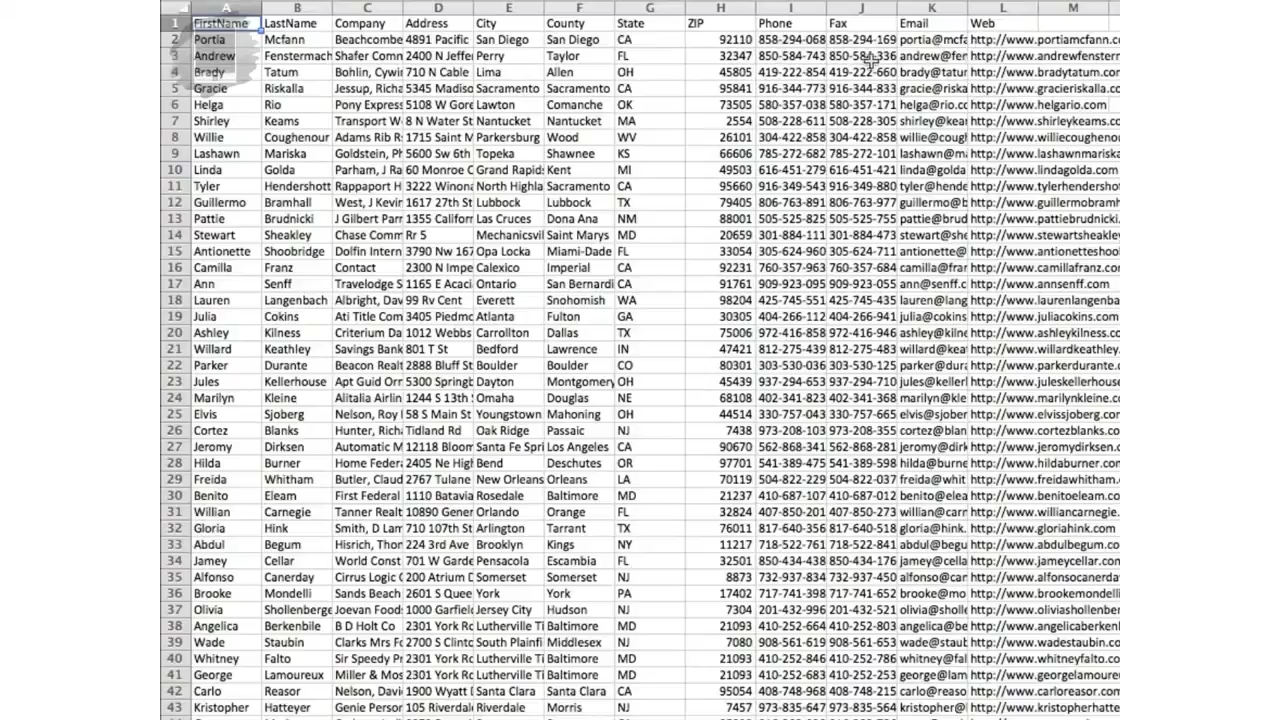 A B C D E F G H I J K L M
1 FirstName LastName Company Address City County State ZIP Phone Fax Email Web
2 Portia Mcfann Beachcombe 4891 Pacific San Diego San Diego CA 92110 858-294-068 858-294-169 portia@mcfa http://www.portiamcfann.c
3 Andrew Fenstermach Shafer Comn 2400 N Jeffer Perry Taylor FL 32347 850-584-743 850-584-336 andrew@fen http://www.andrewfenstern
4 Brady Tatum Bohlin, Cywin 710 N Cable Lima Allen OH 45805 419-222-854 419-222-660 brady@tatur http://www.bradytatum.com
5 Gracie Riskalla Jessup, Richa 5345 Madiso Sacramento Sacramento CA 95841 916-344-773 916-344-833 gracie@riska http://www.gracieriskalla.cc
6 Helga Rio Pony Express 5108 W Gore Lawton Comanche OK 73505 580-357-038 580-357-171 helga@rio.cc http://www.helgario.com
7 Shirley Keams Transport W 8 N Water St Nantucket Nantucket MA 2554 508-228-611 508-228-305 shirley@kear http://www.shirleykeams.cc
8 Willie Coughenour Adams Rib R 1715 Saint M Parkersburg Wood WV 26101 304-422-858 304-422-858 willie@cougl http://www.williecoughenou
9 Lashawn Mariska Goldstein, Ph 5600 Sw 6th Topeka Shawnee KS 66606 785-272-682 785-272-101 lashawn@ma http://www.lashawnmariska
10 Linda Golda Parham, J Ra 60 Monroe C Grand Rapids Kent MI 49503 616-451-679 616-451-421 linda@golda http://www.lindagolda.com
11 Tyler Hendershott Rappaport H 3222 Winona North Highla Sacramento CA 95660 916-349-543 916-349-880 tyler@hende http://www.tylerhendersho
12 Guillermo Bramhall West, J Kevin 1617 27th St Lubbock Lubbock TX 79405 806-763-891 806-763-977 guillermo@b http://www.guillermobramh
13 Pattie Brudnicki J Gilbert Parr 1355 Californ Las Cruces Dona Ana NM 88001 505-525-825 505-525-755 pattie@brud http://www.pattiebrudnicki.
14 Stewart Sheakley Chase Comm Rr 5 Mechanicsvil Saint Marys MD 20659 301-884-111 301-884-473 stewart@she http://www.stewartsheakley
15 Antionette Shoobridge Dolfin Intern 3790 Nw 167 Opa Locka Miami-Dade FL 33054 305-624-960 305-624-711 antionette@ http://www.antionetteshoo
16 Camilla Franz Contact 2300 N Impe Calexico Imperial CA 92231 760-357-963 760-357-684 camilla@frar http://www.camillafranz.cor
17 Ann Senff Travelodge S 1165 E Acaci Ontario San Bernardi CA 91761 909-923-095 909-923-055 ann@senff.c http://www.annsenff.com
18 Lauren Langenbach Albright, Dav 99 Rv Cent Everett Snohomish WA 98204 425-745-551 425-745-435 lauren@lang http://www.laurenlangenba
19 Julia Cokins Ati Title Com 3405 Piedmc Atlanta Fulton GA 30305 404-266-112 404-266-941 julia@cokins http://www.juliacokins.com
20 Ashley Kilness Criterium Da 1012 Webbs Carrollton Dallas TX 75006 972-416-858 972-416-946 ashley@kilne http://www.ashleykilness.cc
21 Willard Keathley Savings Bank 801 T St Bedford Lawrence IN 47421 812-275-439 812-275-483 willard@keat http://www.willardkeathley.
22 Parker Durante Beacon Realt 2888 Bluff St Boulder Boulder CO 80301 303-530-036 303-530-125 parker@dura http://www.parkerdurante.c
23 Jules Kellerhouse Apt Guid Orr 5300 Springb Dayton Montgomery OH 45439 937-294-653 937-294-710 jules@kellerl http://www.juleskellerhouse
24 Marilyn Kleine Alitalia Airlin 1244 S 13th Omaha Douglas NE 68108 402-341-823 402-341-368 marilyn@kle http://www.marilynkleine.cc
25 Elvis Sjoberg Nelson, Roy I 58 S Main St Youngstown Mahoning OH 44514 330-757-043 330-757-665 elvis@sjober http://www.elvissjoberg.con
26 Cortez Blanks Hunter, Richa Tidland Rd Oak Ridge Passaic NJ 7438 973-208-103 973-208-355 cortez@blan http://www.cortezblanks.co
27 Jeromy Dirksen Automatic M 12118 Bloom Santa Fe Spri Los Angeles CA 90670 562-868-341 562-868-281 jeromy@dirk http://www.jeromydirksen.c
28 Hilda Burner Home Feder 2405 Ne Higl Bend Deschutes OR 97701 541-389-475 541-389-598 hilda@burne http://www.hildaburner.con
29 Freida Whitham Butler, Claud 2767 Tulane New Orleans Orleans LA 70119 504-822-229 504-822-037 freida@whit http://www.freidawhitham.c
30 Benito Eleam First Federal 1110 Batavia Rosedale Baltimore MD 21237 410-687-107 410-687-012 benito@elea http://www.benitoeleam.co
31 Willian Carnegie Tanner Realt 10890 Gener Orlando Orange FL 32824 407-850-201 407-850-273 willian@carn http://www.williancarnegie.
32 Gloria Hink Smith, D Lam 710 107th St Arlington Tarrant TX 76011 817-640-356 817-640-518 gloria@hink. http://www.gloriahink.com
33 Abdul Begum Hisrich, Thor 224 3rd Ave Brooklyn Kings NY 11217 718-522-761 718-522-841 abdul@begu http://www.abdulbegum.co
34 Jamey Cellar World Const 701 W Garde Pensacola Escambia FL 32501 850-434-438 850-434-176 jamey@cella http://www.jameycellar.con
35 Alfonso Canerday Cirrus Logic C 200 Atrium D Somerset Somerset NJ 8873 732-937-834 732-937-450 alfonso@car http://www.alfonsocanerda
36 Brooke Mondelli Sands Beach 2601 S Quee York York PA 17402 717-741-398 717-741-652 brooke@mo http://www.brookemondelli
37 Olivia Shollenberge Joevan Food: 1000 Garfielc Jersey City Hudson NJ 7304 201-432-996 201-432-521 olivia@sholle http://www.oliviashollenber
38 Angelica Berkenbile B D Holt Co 2301 York Rc Lutherville Ti Baltimore MD 21093 410-252-664 410-252-803 angelica@be http://www.angelicaberkenb
39 Wade Staubin Clarks Mrs Fo 2700 S Clintc South Plainfi Middlesex NJ 7080 908-561-619 908-561-653 wade@staub http://www.wadestaubin.co
40 Whitney Falto Sir Speedy Pr 2301 York Rc Lutherville Ti Baltimore MD 21093 410-252-846 410-252-786 whitney@fal http://www.whitneyfalto.co
41 George Lamoureux Miller & Mos 2301 York Rc Lutherville Ti Baltimore MD 21093 410-252-675 410-252-253 george@lam http://www.georgelamoure
42 Carlo Reasor Nelson, Davi 1900 Wyatt D Santa Clara Santa Clara CA 95054 408-748-968 408-748-215 carlo@reaso http://www.carloreasor.com
43 Kristopher Hatteyer Genie Person 105 Riverdal Riverdale Morris NJ 7457 973-835-647 973-835-064 kristopher@ http://www.kristopherhatte